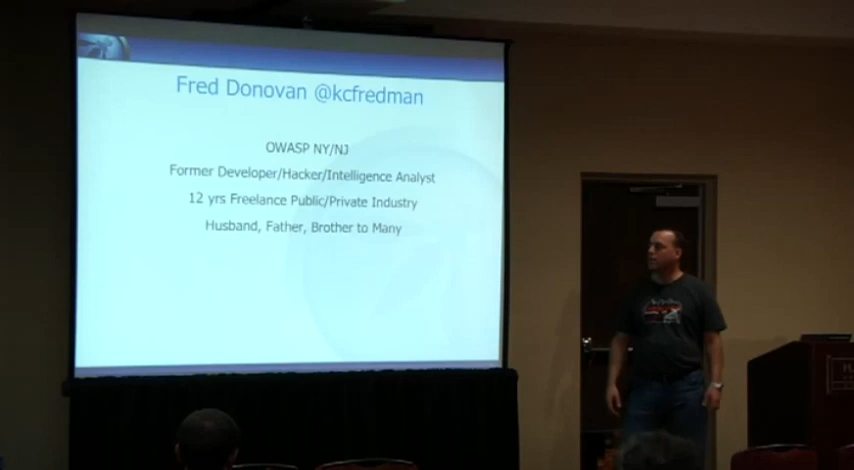 Fred Donovan @kcfredman
OWASP NY/NJ
Former Developer/Hacker/Intelligence Analyst
12 yrs Freelance Public/Private Industry
Husband, Father, Brother to Many